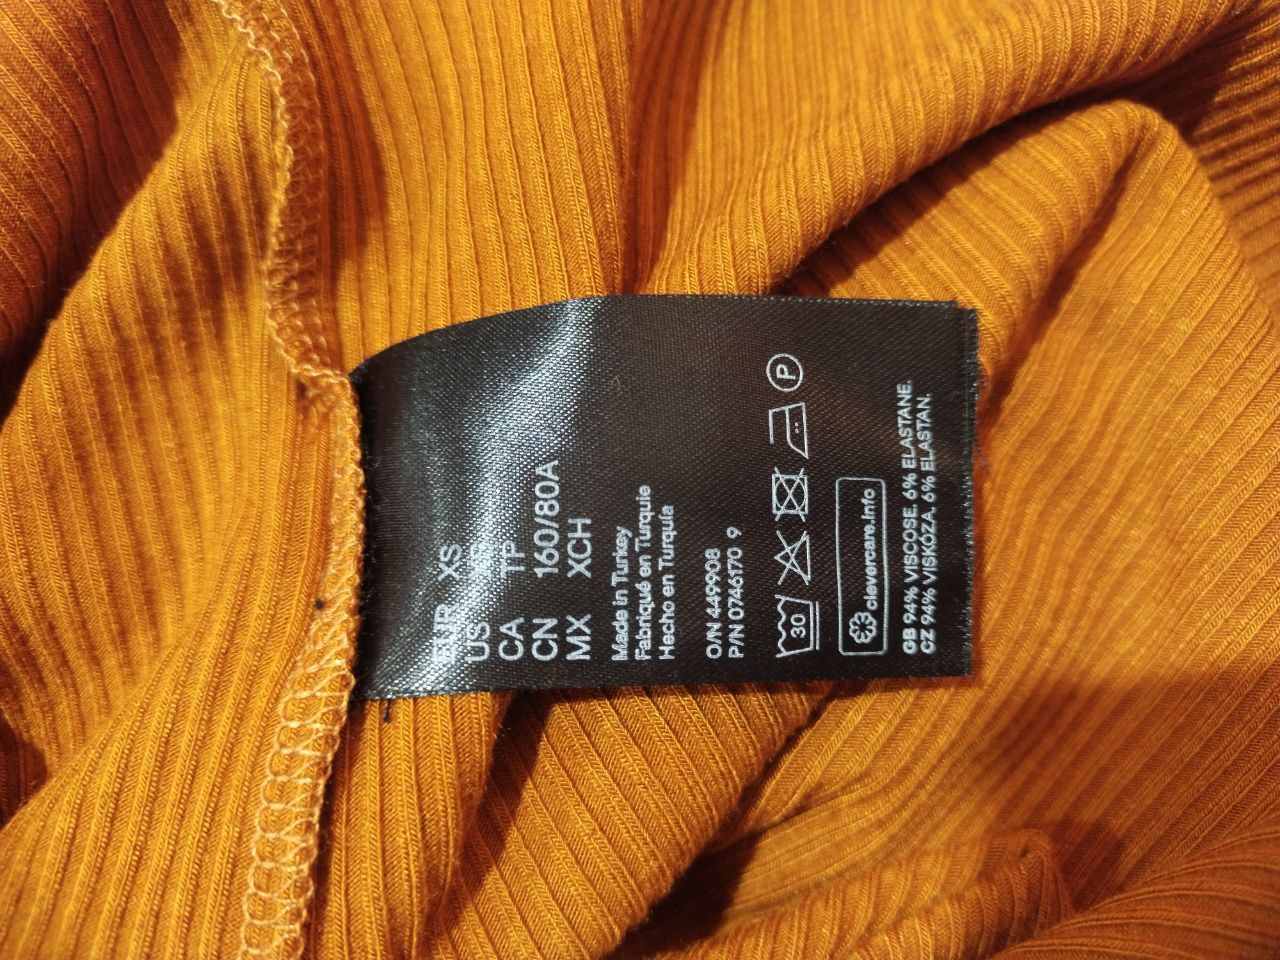 EUR XS
US
CA TP
CN 160/80A
MX XCH
Made in Turkey
Fabriqué en Turquie
Hecho en Turquía
O/N 449908
P/N 0746170 9
30
P
clevercare.info
GB 94% VISCOSE. 6% ELASTANE.
CZ 94% VISKÓZA. 6% ELASTAN.